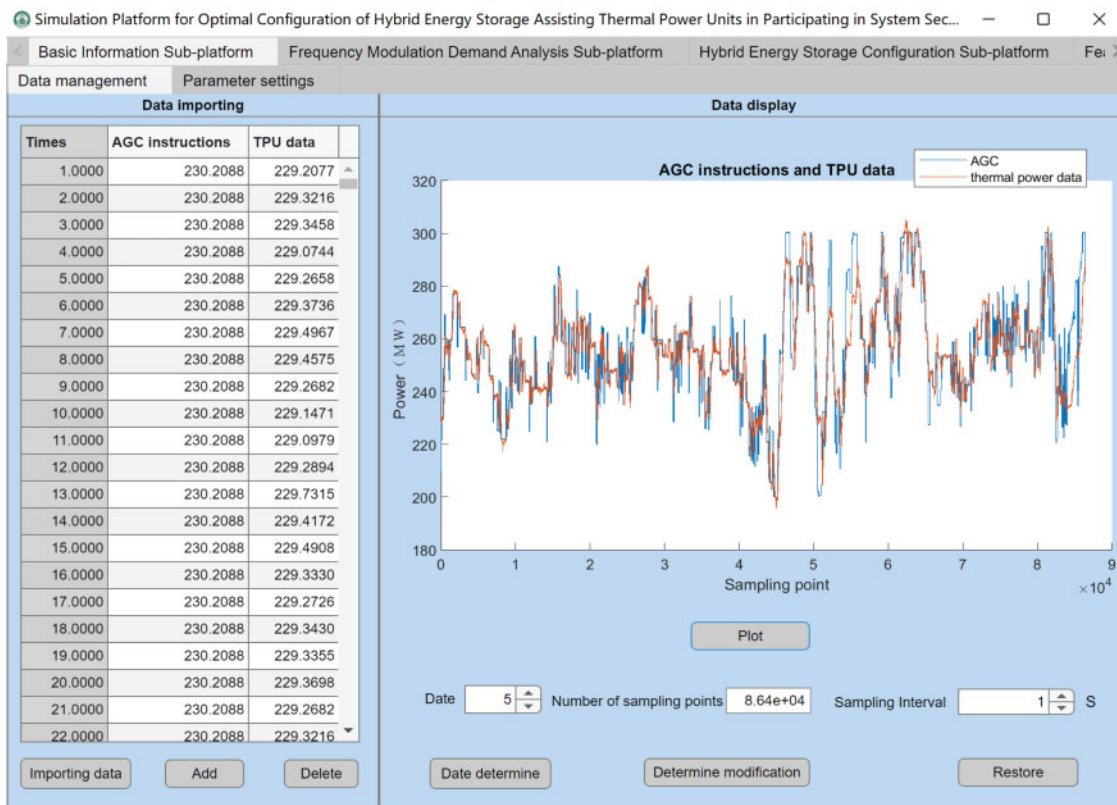 Simulation Platform for Optimal Configuration of Hybrid Energy Storage Assisting Thermal Power Units in Participating in System Sec...
Basic Information Sub-platform Frequency Modulation Demand Analysis Sub-platform Hybrid Energy Storage Configuration Sub-platform Fea
Data management Parameter settings
Data importing
Times AGC instructions TPU data
1.0000 230.2088 229.2077
2.0000 230.2088 229.3216
3.0000 230.2088 229.3458
4.0000 230.2088 229.0744
5.0000 230.2088 229.2658
6.0000 230.2088 229.3736
7.0000 230.2088 229.4967
8.0000 230.2088 229.4575
9.0000 230.2088 229.2682
10.0000 230.2088 229.1471
11.0000 230.2088 229.0979
12.0000 230.2088 229.2894
13.0000 230.2088 229.7315
14.0000 230.2088 229.4172
15.0000 230.2088 229.4908
16.0000 230.2088 229.3330
17.0000 230.2088 229.2726
18.0000 230.2088 229.3430
19.0000 230.2088 229.3355
20.0000 230.2088 229.3698
21.0000 230.2088 229.2682
22.0000 230.2088 229.3216
Importing data Add Delete
Data display
AGC instructions and TPU data
AGC
thermal power data
Power（MW）
320
300
280
260
240
220
200
180
0 1 2 3 4 5 6 7 8 9
×10^4
Sampling point
Plot
Date 5 Number of sampling points 8.64e+04 Sampling Interval 1 S
Date determine Determine modification Restore